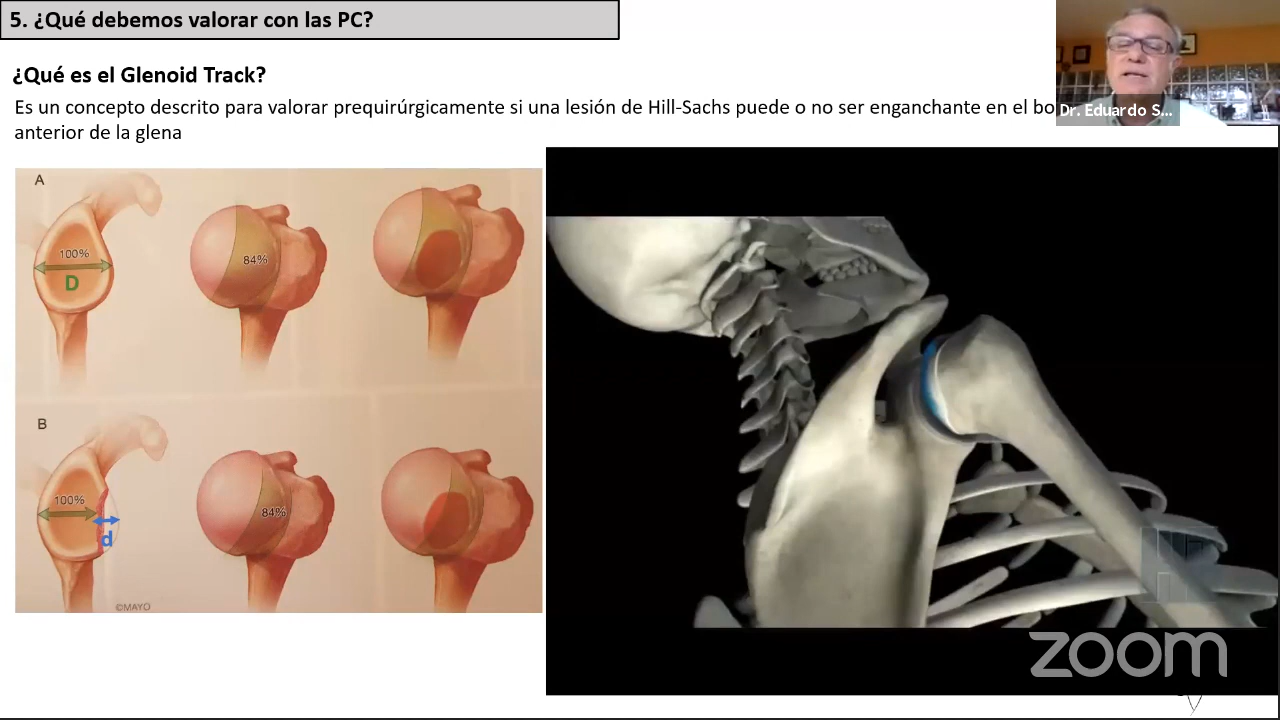 5. ¿Qué debemos valorar con las PC?
¿Qué es el Glenoid Track?
Es un concepto descrito para valorar prequirúrgicamente si una lesión de Hill-Sachs puede o no ser enganchante en el bo
anterior de la glena
Dr. Eduardo S...
A
100%
D
84%
B
100%
d
84%
©MAYO
zoom